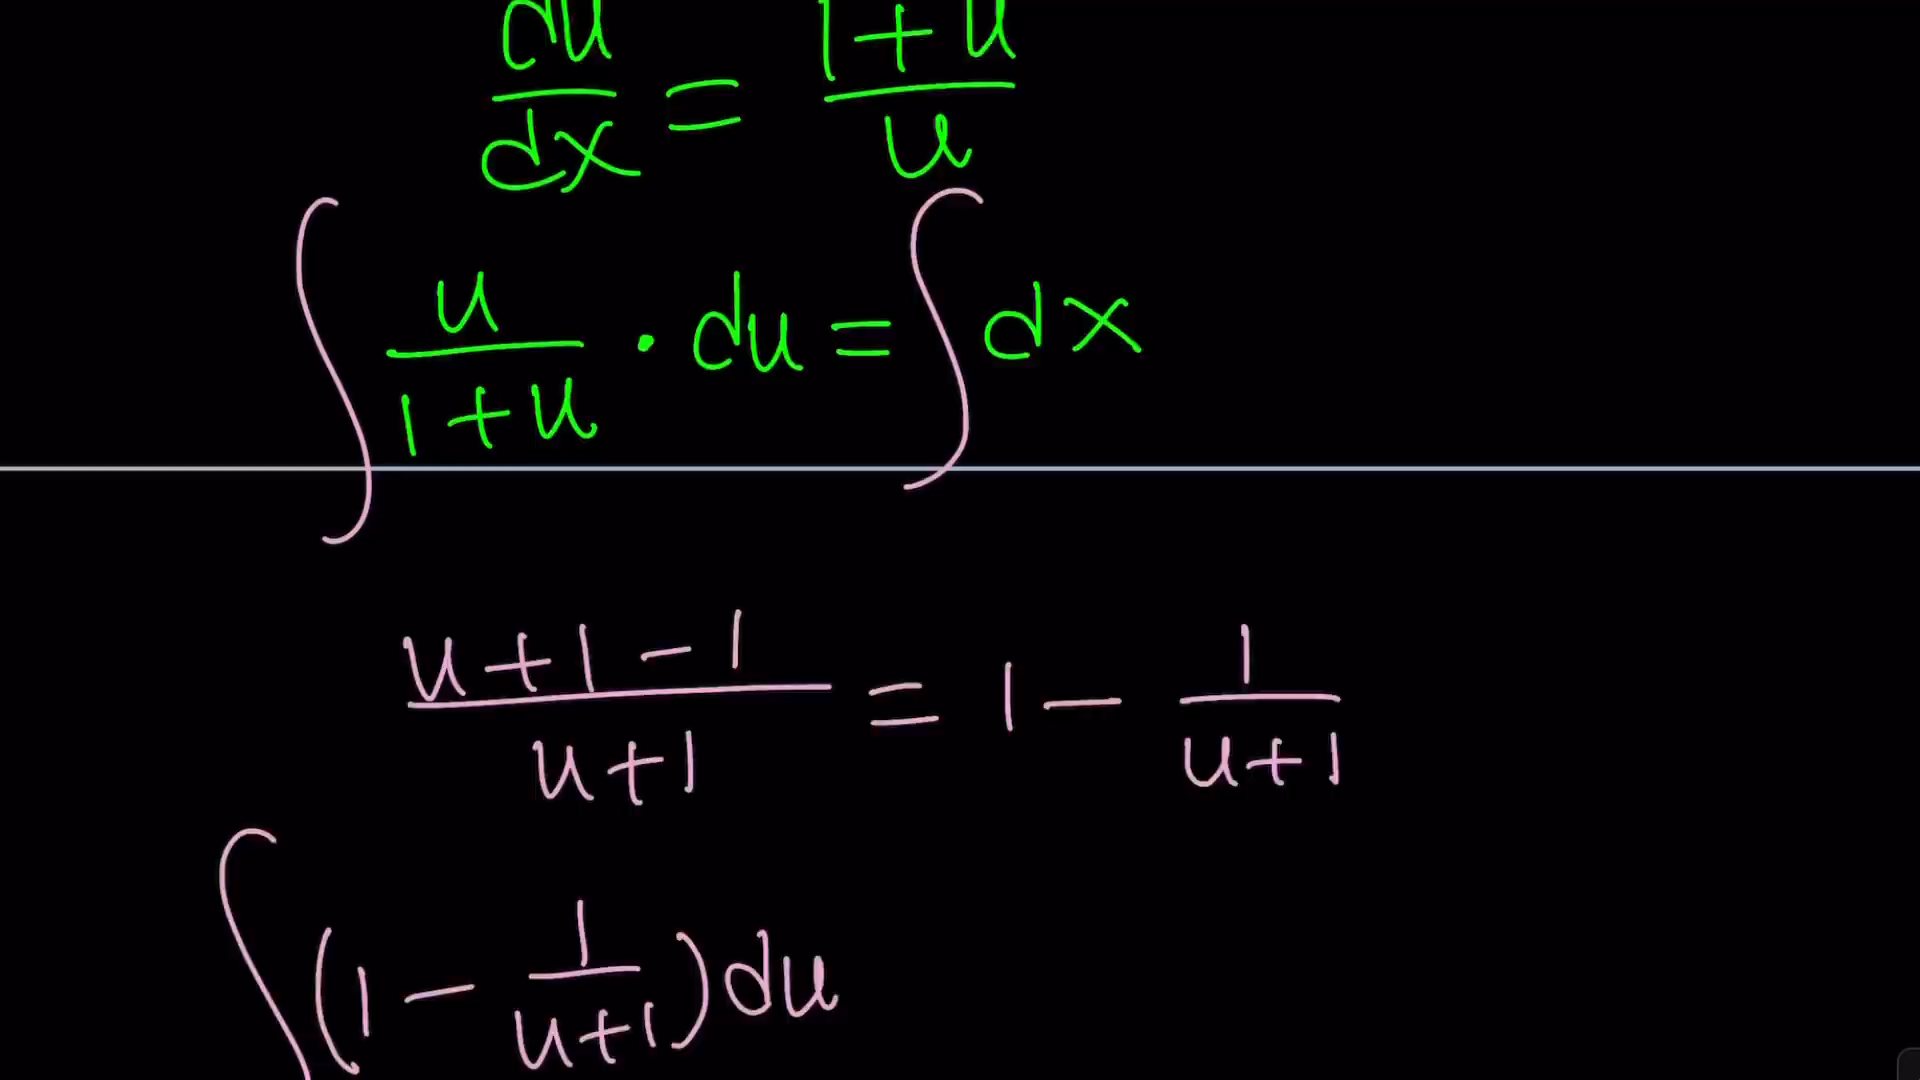 du/dx = (1+u)/u
∫ u/(1+u) · du = ∫ dx
(u+1-1)/(u+1) = 1 - 1/(u+1)
∫ (1 - 1/(u+1)) du